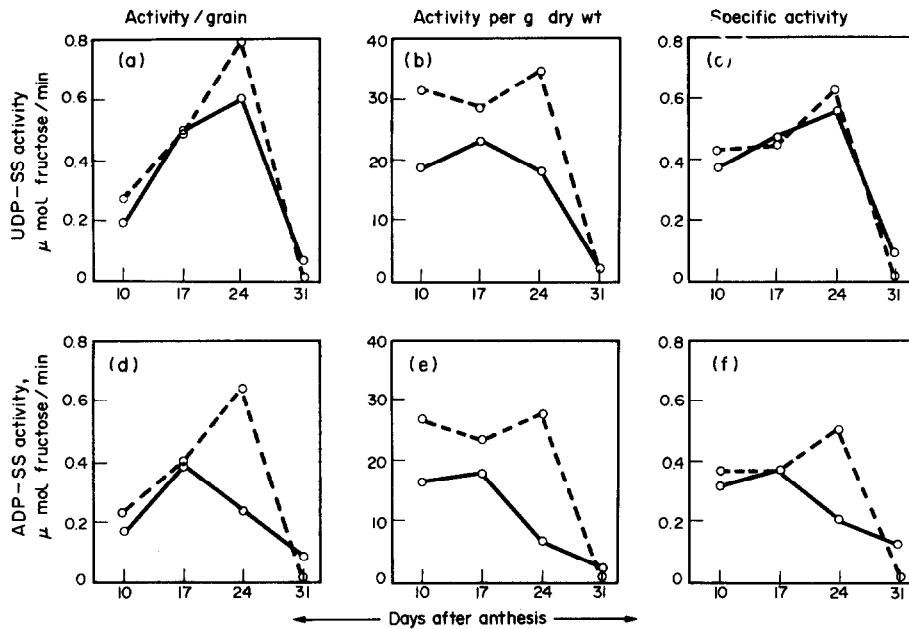 Activity/grain
Activity per g dry wt
Specific activity
UDP-SS activity
μ mol fructose/min
(a)
0.8
0.6
0.4
0.2
0
10 17 24 31
(b)
40
30
20
10
0
10 17 24 31
(c)
0.8
0.6
0.4
0.2
0
10 17 24 31
ADP-SS activity,
μ mol fructose/min
(d)
0.8
0.6
0.4
0.2
0
10 17 24 31
(e)
40
30
20
10
0
10 17 24 31
(f)
0.8
0.6
0.4
0.2
0
10 17 24 31
Days after anthesis